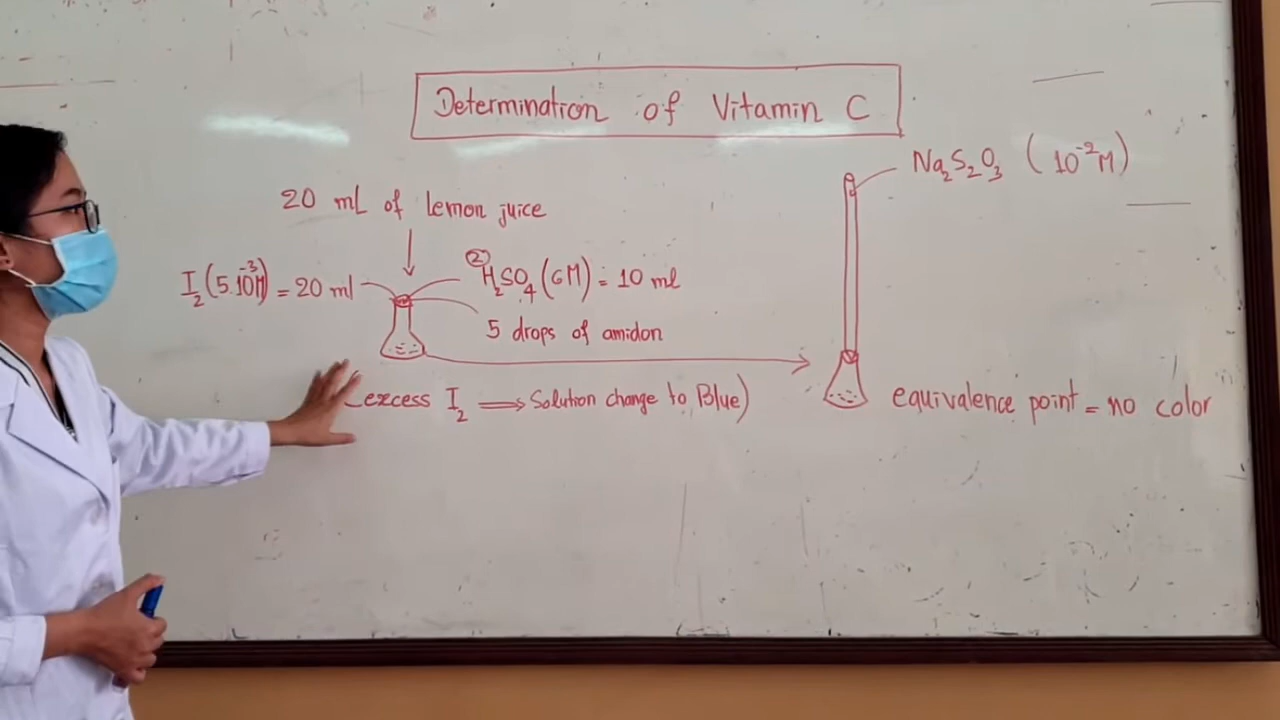 Determination of Vitamin C
Na₂S₂O₃ (10⁻²M)
20 mL of lemon juice
I₂(5.10⁻³M) = 20 ml
② H₂SO₄(6M) = 10 ml
5 drops of amidon
(excess I₂ ⟹ Solution change to Blue)
equivalence point = no color